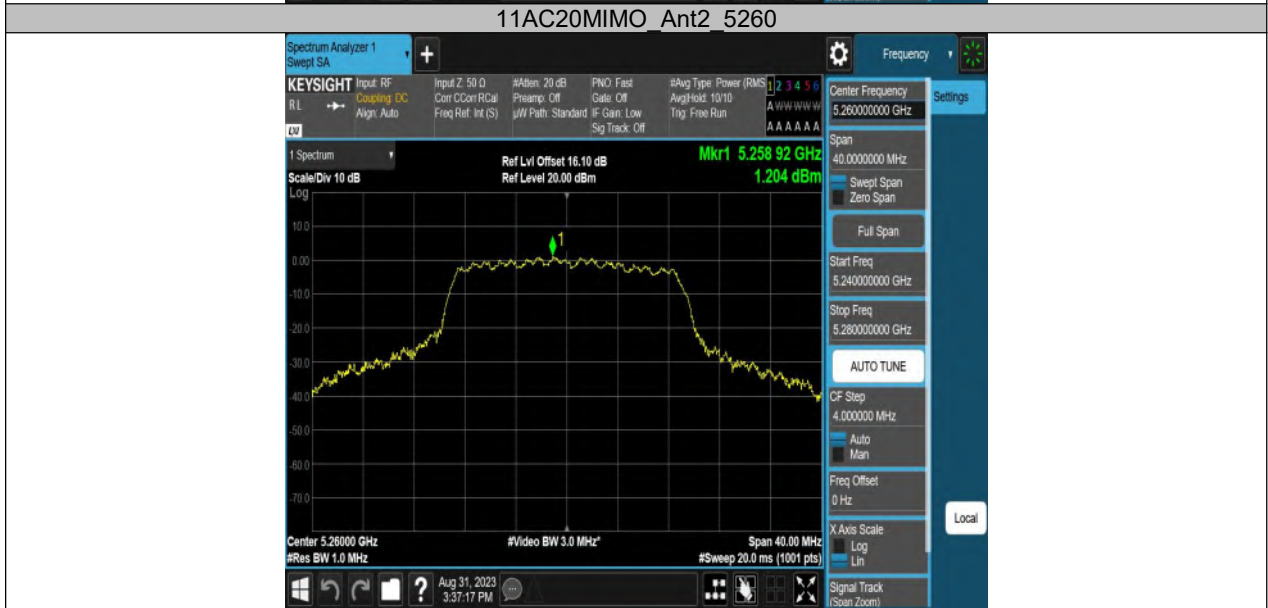 11AC20MIMO_Ant2_5260
Spectrum Analyzer 1
Swept SA
+
Frequency
KEYSIGHT
RL
LXI
Input: RF
Coupling: DC
Align: Auto
Input Z: 50 Ω
Corr CCorr RCal
Freq Ref: Int (S)
#Atten: 20 dB
Preamp: Off
µW Path: Standard
PNO: Fast
Gate: Off
IF Gain: Low
Sig Track: Off
#Avg Type: Power (RMS
Avg|Hold: 10/10
Trig: Free Run
1 2 3 4 5 6
A W W W W W
A A A A A A
Center Frequency
5.260000000 GHz
Settings
Span
40.0000000 MHz
Swept Span
Zero Span
Full Span
Start Freq
5.240000000 GHz
Stop Freq
5.280000000 GHz
AUTO TUNE
CF Step
4.000000 MHz
Auto
Man
Freq Offset
0 Hz
X Axis Scale
Log
Lin
Signal Track
(Span Zoom)
Local
1 Spectrum
Scale/Div 10 dB
Log
Ref Lvl Offset 16.10 dB
Ref Level 20.00 dBm
Mkr1 5.258 92 GHz
1.204 dBm
1
10.0
0.00
-10.0
-20.0
-30.0
-40.0
-50.0
-60.0
-70.0
Center 5.26000 GHz
#Res BW 1.0 MHz
#Video BW 3.0 MHz*
Span 40.00 MHz
#Sweep 20.0 ms (1001 pts)
?
Aug 31, 2023
3:37:17 PM